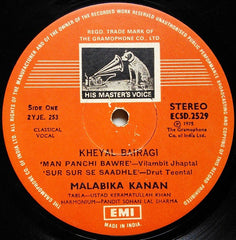 REGD. TRADE MARK OF
THE GRAMOPHONE CO. LTD.
"HIS MASTER'S VOICE"
Side One
2YJE. 253
CLASSICAL
VOCAL
STEREO
ECSD.2529
℗ 1975
The Gramophone
Co. of India Ltd.
KHEYAL BAIRAGI
'MAN PANCHI BAWRE'—Vilambit Jhaptal
'SUR SUR SE SAADHLE'—Drut Teental
MALABIKA KANAN
TABLA—USTAD KERAMATULLAH KHAN
HARMONIUM—PANDIT SOHAN LAL SHARMA
EMI
MADE IN INDIA